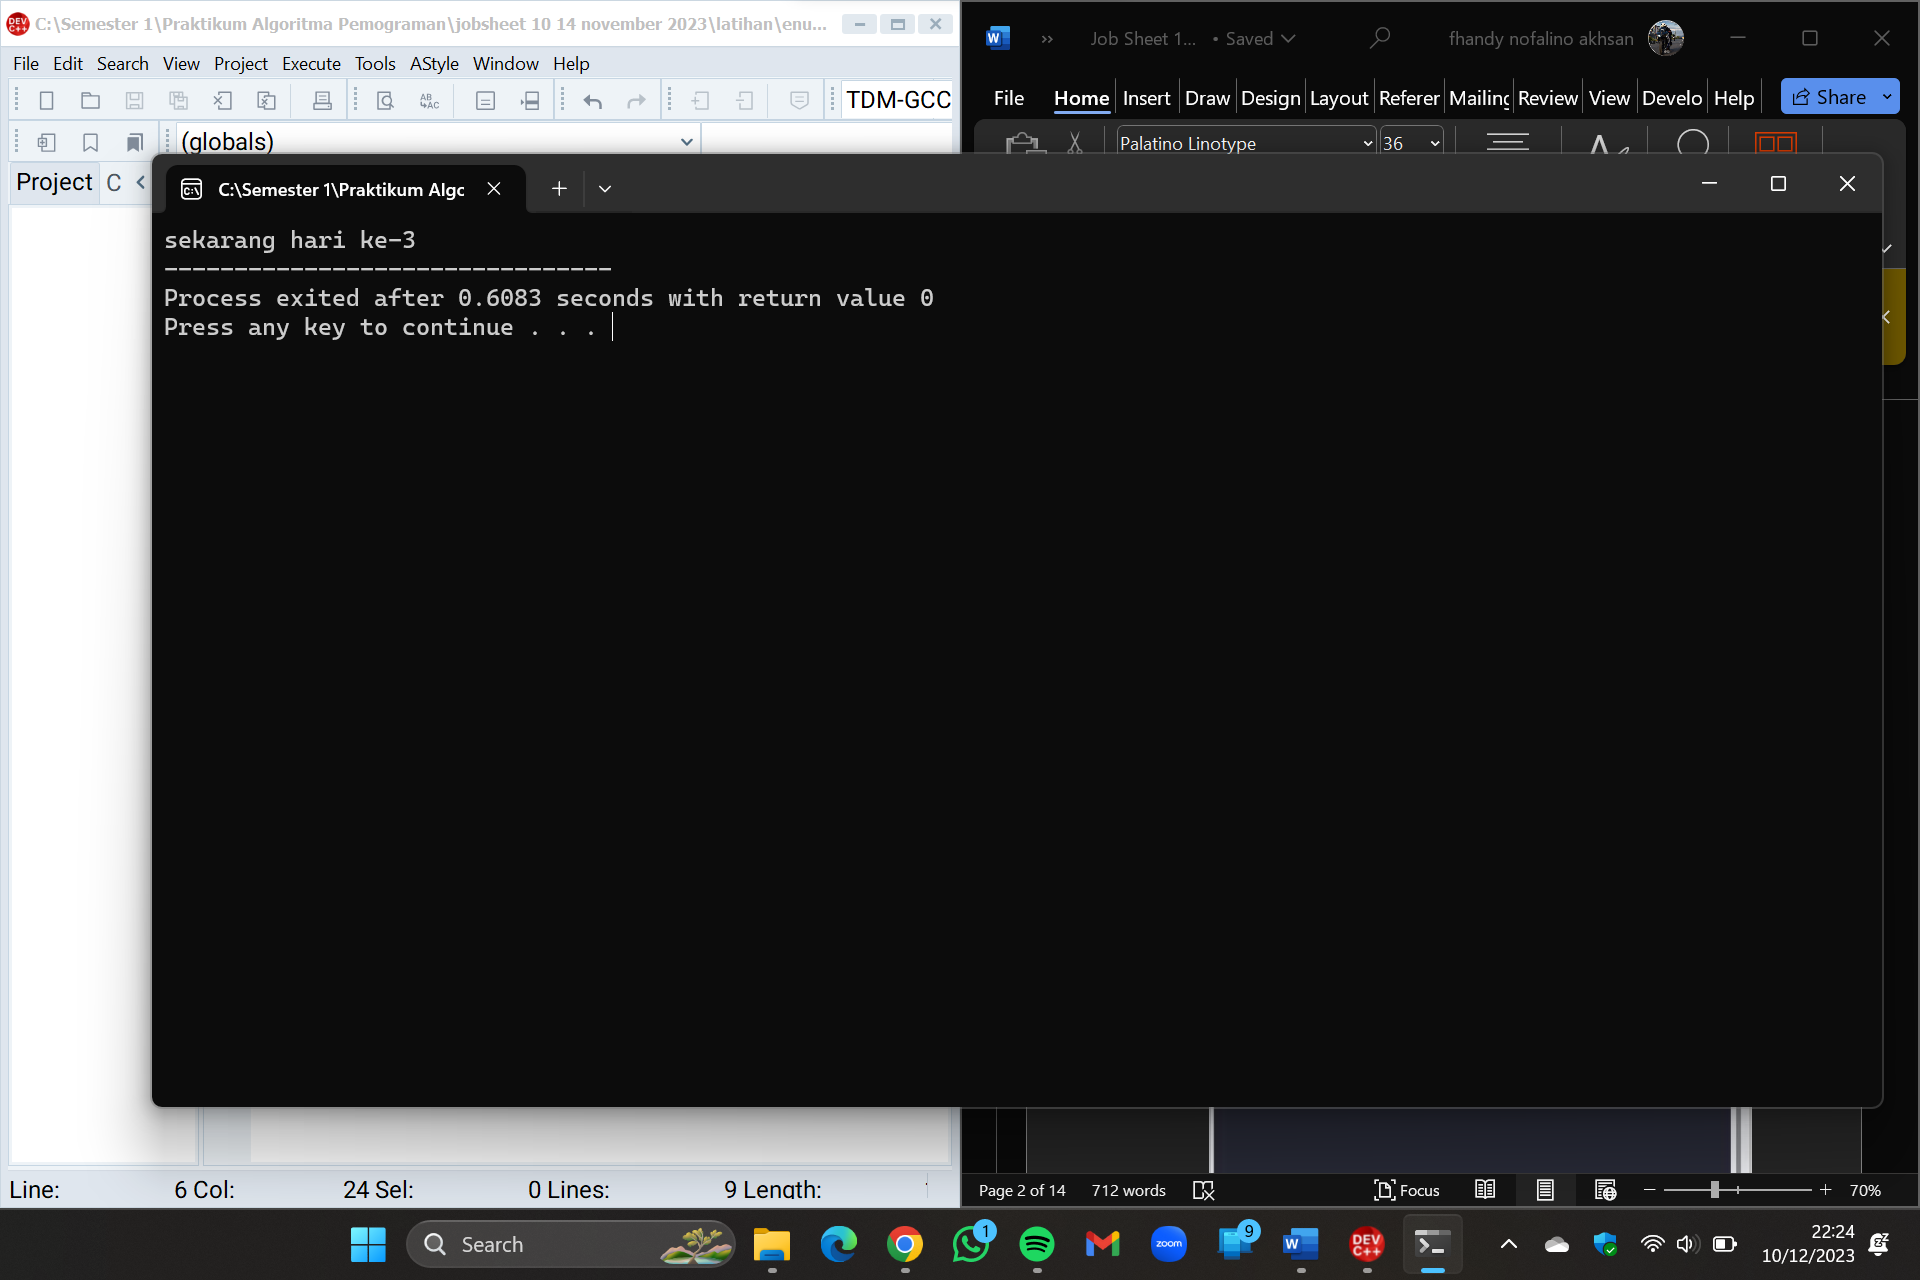 C:\Semester 1\Praktikum Algoritma Pemograman\jobsheet 10 14 november 2023\latihan\enu...
File Edit Search View Project Execute Tools AStyle Window Help
TDM-GCC
(globals)
Project C
W
Job Sheet 1... • Saved
fhandy nofalino akhsan
File Home Insert Draw Design Layout Referer Mailing Review View Develo Help Share
Palatino Linotype 36
C:\Semester 1\Praktikum Algc
sekarang hari ke-3
--------------------------------
Process exited after 0.6083 seconds with return value 0
Press any key to continue . . .
Line: 6 Col: 24 Sel: 0 Lines: 9 Length:
Page 2 of 14 712 words Focus 70%
Search
1
zoom
9
W
DEV C++
22:24
10/12/2023